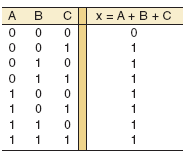 A B C x = A + B + C
0 0 0 0
0 0 1 1
0 1 0 1
0 1 1 1
1 0 0 1
1 0 1 1
1 1 0 1
1 1 1 1